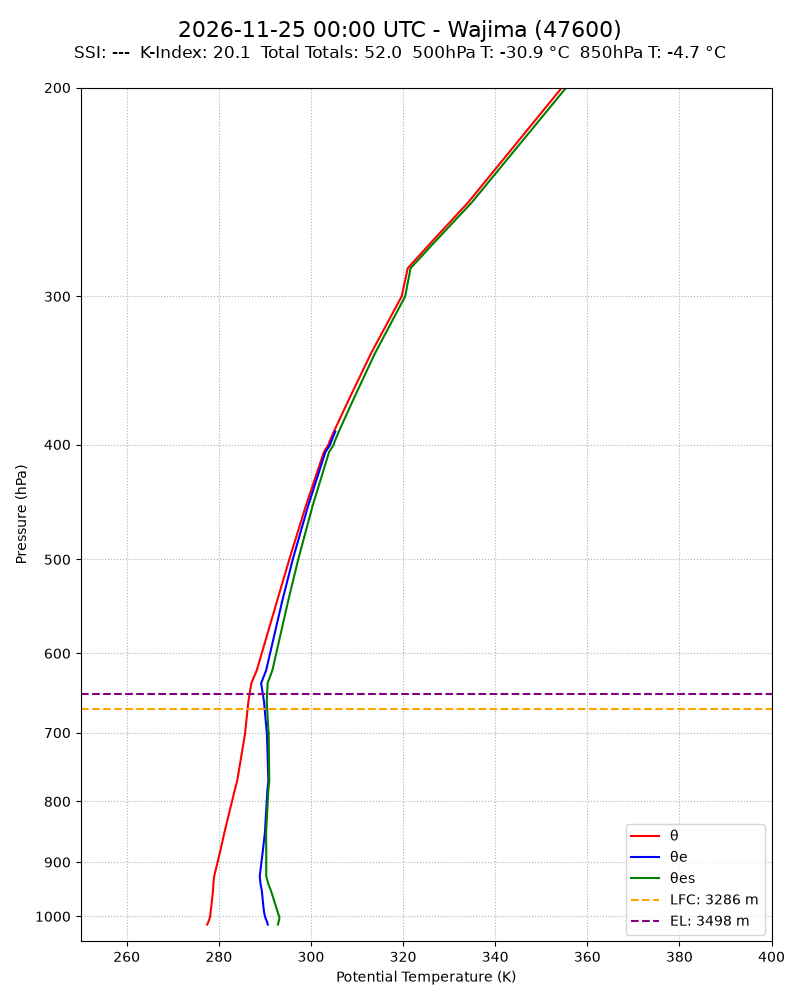 2026-11-25 00:00 UTC - Wajima (47600)
SSI: --- K-Index: 20.1 Total Totals: 52.0 500hPa T: -30.9 °C 850hPa T: -4.7 °C
200
300
400
500
600
700
800
900
1000
Pressure (hPa)
260 280 300 320 340 360 380 400
Potential Temperature (K)
θ
θe
θes
LFC: 3286 m
EL: 3498 m